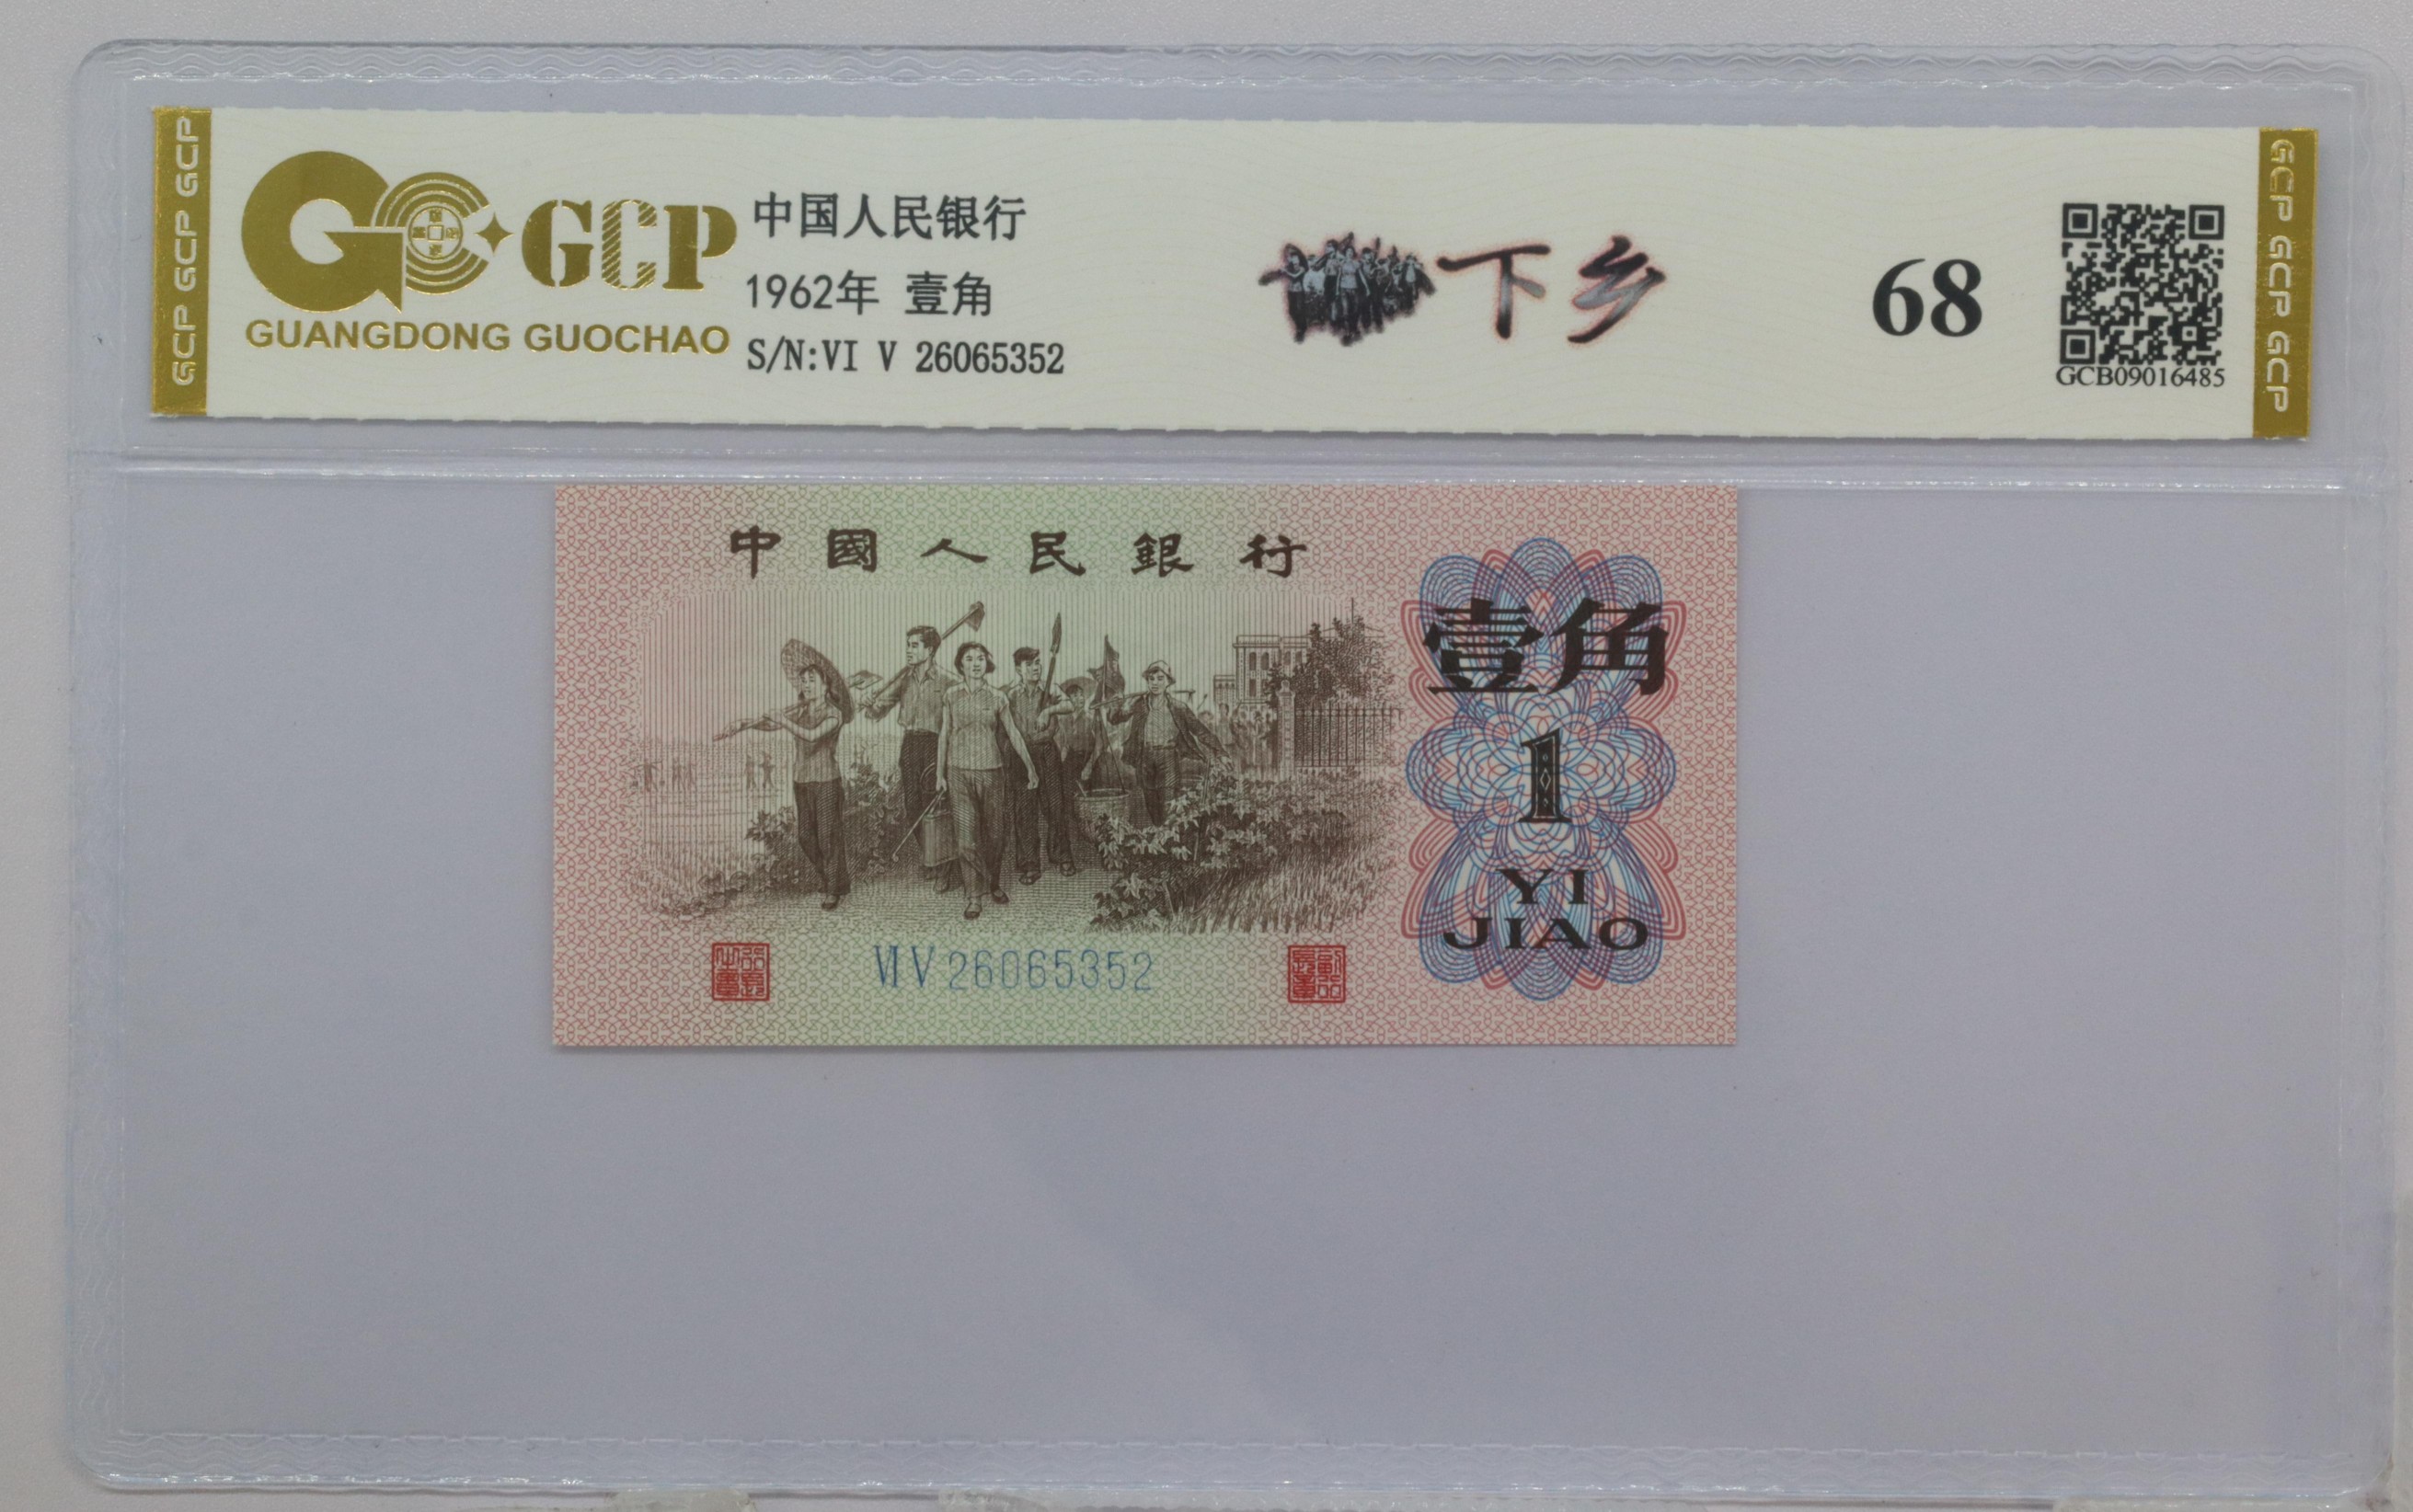 GCP GCP GCP
GCP
GUANGDONG GUOCHAO
中国人民银行
1962年 壹角
S/N:VI V 26065352
下乡
68
GCB09016485
GCP GCP GCP
中國人民銀行
壹角
1
YI
JIAO
VI V 26065352